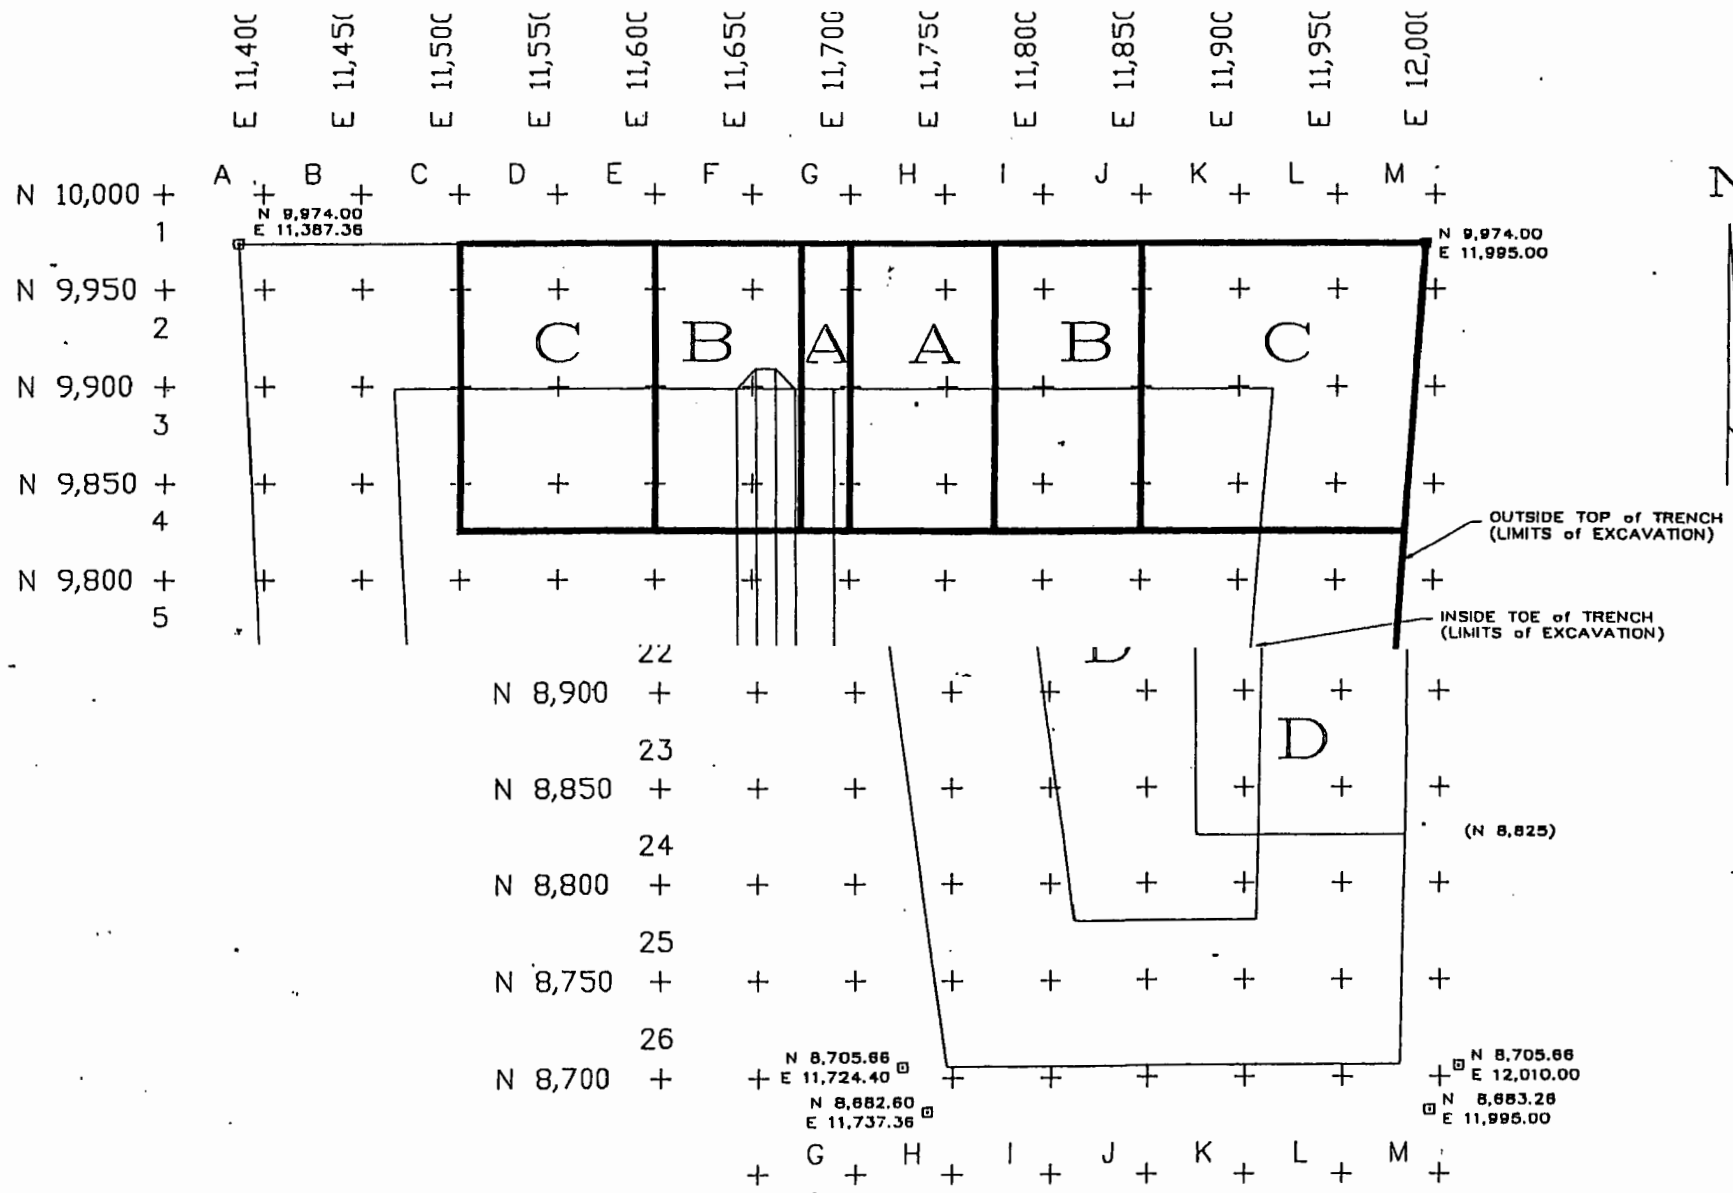 E 11,400 E 11,450 E 11,500 E 11,550 E 11,600 E 11,650 E 11,700 E 11,750 E 11,800 E 11,850 E 11,900 E 11,950 E 12,000
A B C D E F G H I J K L M
N
N 10,000
N 9,974.00
E 11,387.36
N 9,974.00
E 11,995.00
1
N 9,950
2
C B A A B C
N 9,900
3
N 9,850
4
OUTSIDE TOP of TRENCH
(LIMITS of EXCAVATION)
N 9,800
5
INSIDE TOE of TRENCH
(LIMITS of EXCAVATION)
22
D
N 8,900
23
D
N 8,850
(N 8,825)
24
N 8,800
25
N 8,750
26
N 8,705.66
E 11,724.40
N 8,705.66
E 12,010.00
N 8,700
N 8,682.60
E 11,737.36
N 8,683.26
E 11,995.00
G H I J K L M